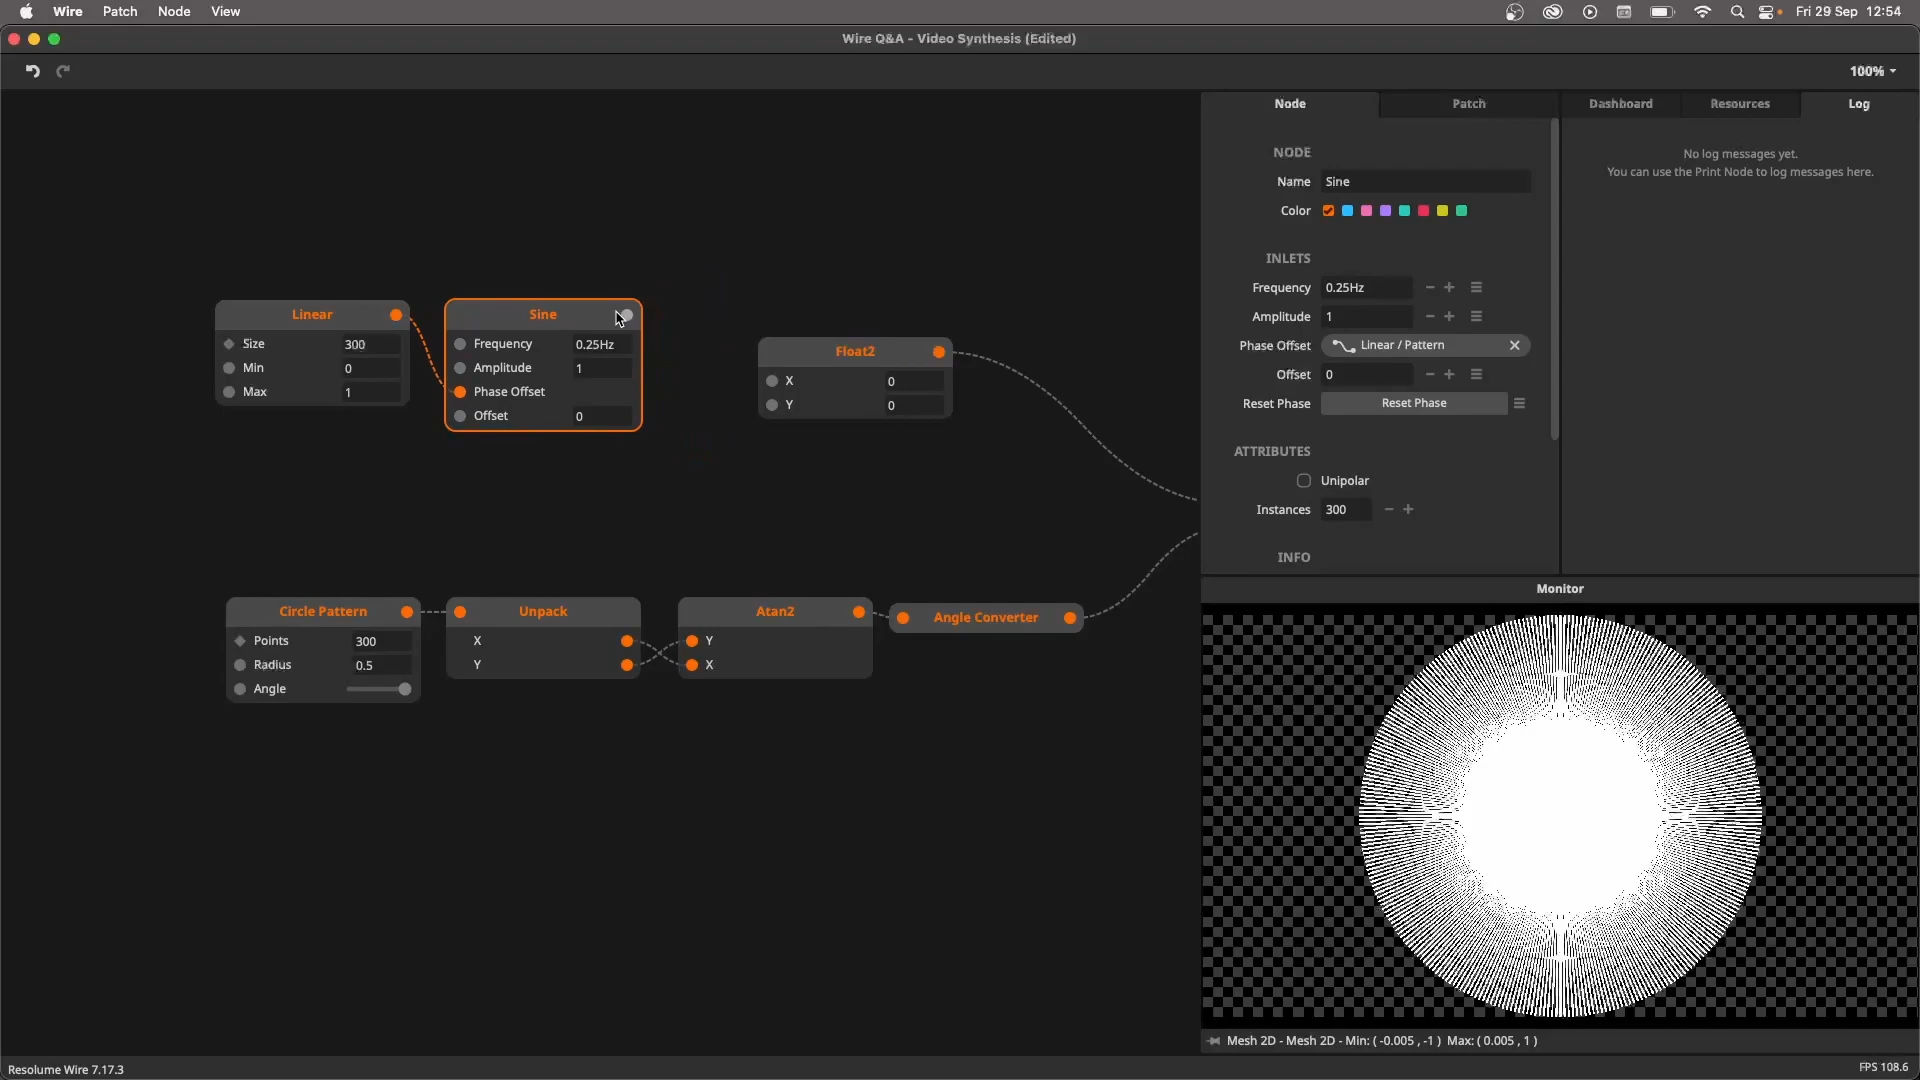 Wire Patch Node View
Fri 29 Sep 12:54
Wire Q&A - Video Synthesis (Edited)
100%
Node Patch Dashboard Resources Log
NODE
Name Sine
Color
INLETS
Frequency 0.25Hz
Amplitude 1
Phase Offset Linear / Pattern
Offset 0
Reset Phase Reset Phase
ATTRIBUTES
Unipolar
Instances 300
INFO
No log messages yet.
You can use the Print Node to log messages here.
Linear
Size 300
Min 0
Max 1
Sine
Frequency 0.25Hz
Amplitude 1
Phase Offset
Offset 0
Float2
X 0
Y 0
Circle Pattern
Points 300
Radius 0.5
Angle
Unpack
X
Y
Atan2
Y
X
Angle Converter
Monitor
Mesh 2D - Mesh 2D - Min: ( -0.005 , -1 ) Max: ( 0.005 , 1 )
Resolume Wire 7.17.3
FPS 108.6